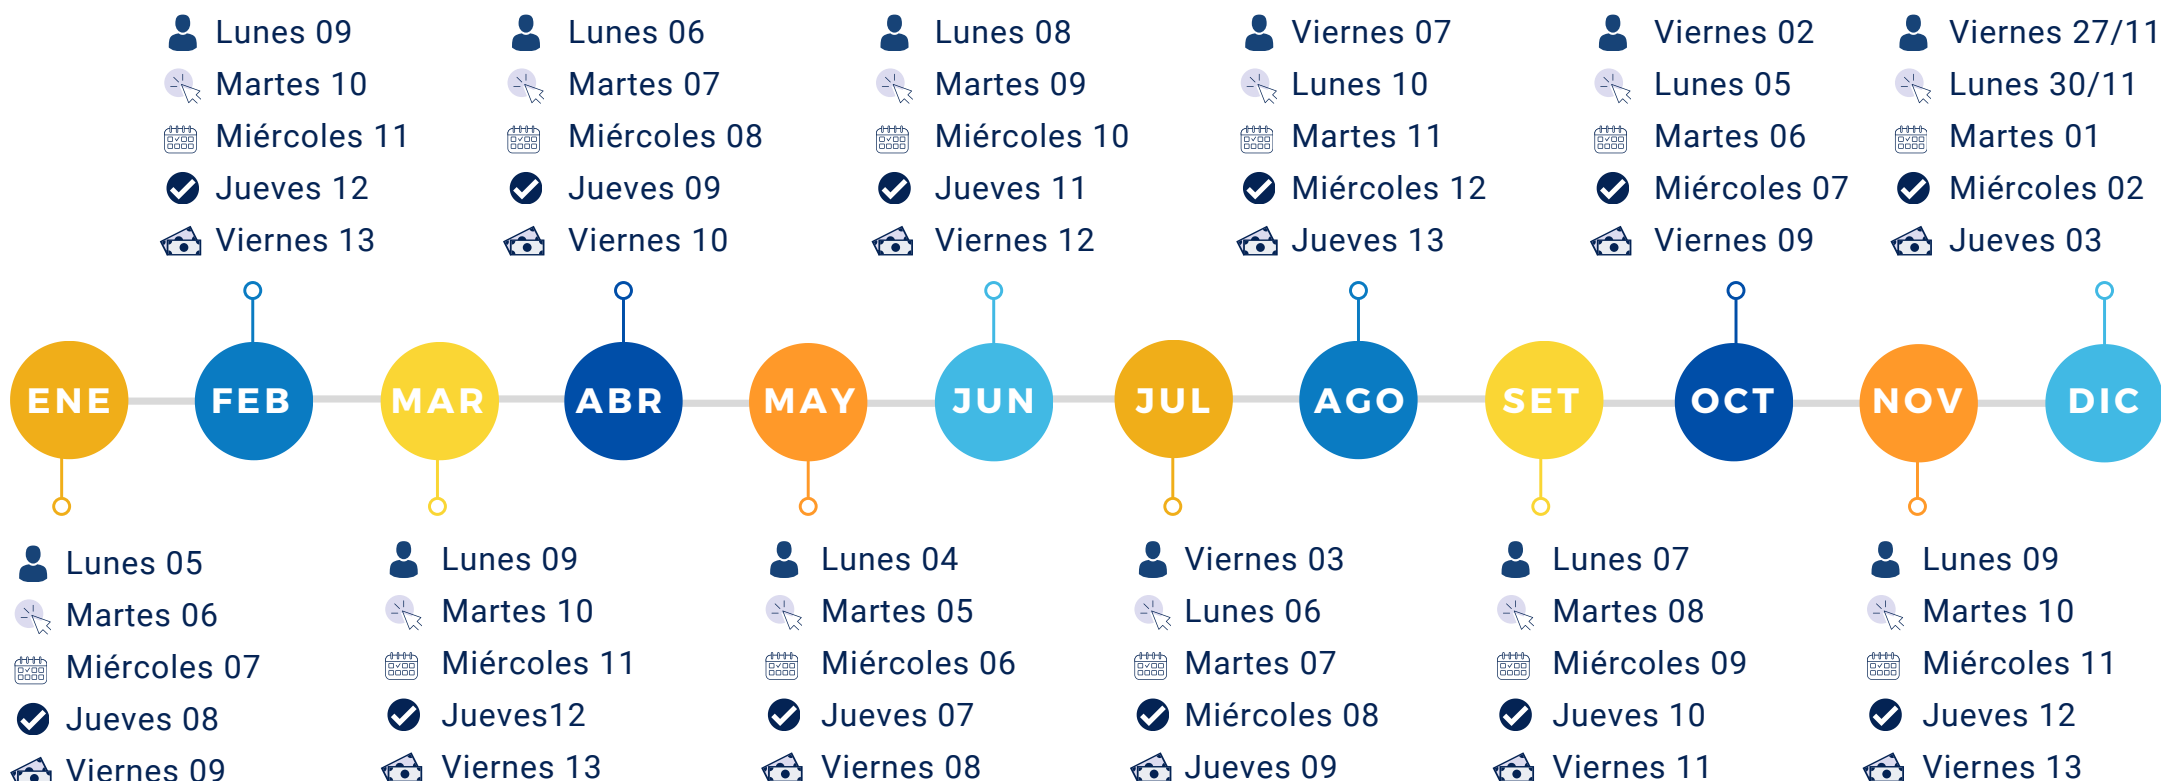 Lunes 09
Martes 10
Miércoles 11
Jueves 12
Viernes 13
Lunes 06
Martes 07
Miércoles 08
Jueves 09
Viernes 10
Lunes 08
Martes 09
Miércoles 10
Jueves 11
Viernes 12
Viernes 07
Lunes 10
Martes 11
Miércoles 12
Jueves 13
Viernes 02
Lunes 05
Martes 06
Miércoles 07
Viernes 09
Viernes 27/11
Lunes 30/11
Martes 01
Miércoles 02
Jueves 03
ENE
FEB
MAR
ABR
MAY
JUN
JUL
AGO
SET
OCT
NOV
DIC
Lunes 05
Martes 06
Miércoles 07
Jueves 08
Viernes 09
Lunes 09
Martes 10
Miércoles 11
Jueves12
Viernes 13
Lunes 04
Martes 05
Miércoles 06
Jueves 07
Viernes 08
Viernes 03
Lunes 06
Martes 07
Miércoles 08
Jueves 09
Lunes 07
Martes 08
Miércoles 09
Jueves 10
Viernes 11
Lunes 09
Martes 10
Miércoles 11
Jueves 12
Viernes 13